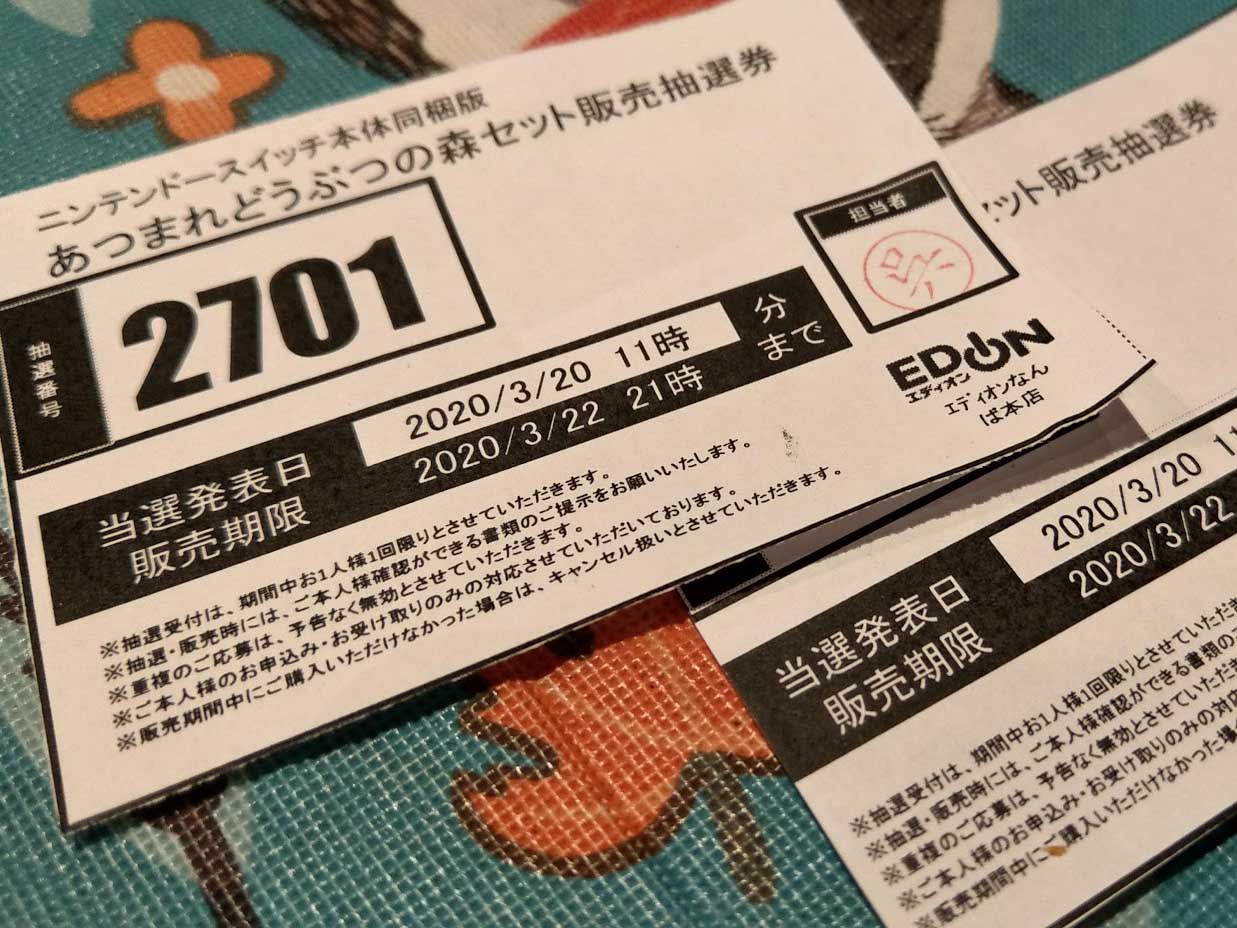 ニンテンドースイッチ本体同梱版
あつまれどうぶつの森セット販売抽選券
抽選番号
2701
担当者
当選発表日 2020/3/20 11時 分
販売期限 2020/3/22 21時 まで
EDION
エディオン
エディオンなん
ば本店
※抽選受付は、期間中お1人様1回限りとさせていただきます。
※抽選・販売時には、ご本人様確認ができる書類のご提示をお願いいたします。
※重複のご応募は、予告なく無効とさせていただきます。
※ご本人様のお申込み・お受け取りのみの対応させていただいております。
※販売期間中にご購入いただけなかった場合は、キャンセル扱いとさせていただきます。
セット販売抽選券
当選発表日 2020/3/20 11
販売期限 2020/3/22
※抽選受付は、期間中お1人様1回限りとさせていただき
※抽選・販売時には、ご本人様確認ができる書類の
※重複のご応募は、予告なく無効とさせていただき
※ご本人様のお申込み・お受け取りのみの対応
※販売期間中にご購入いただけなかった場